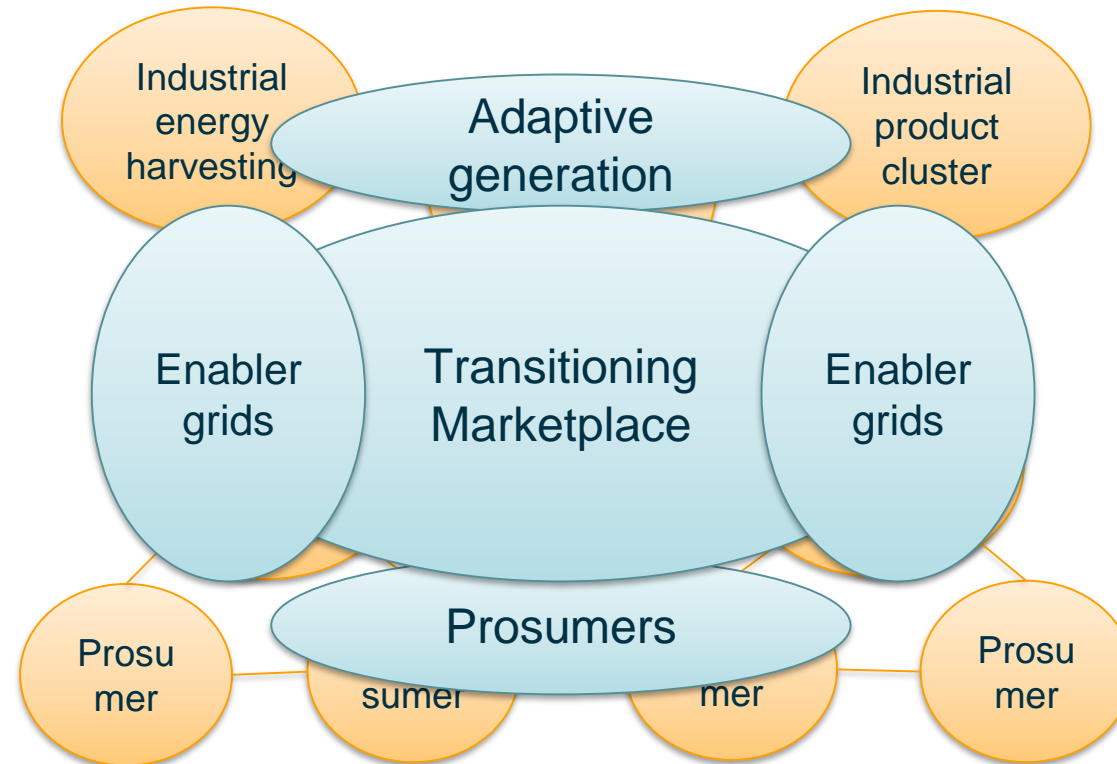 Industrial
energy
harvesting
Adaptive
generation
Industrial
product
cluster
Enabler
grids
Transitioning
Marketplace
Enabler
grids
Prosumers
Prosu
mer
sumer
mer
Prosu
mer